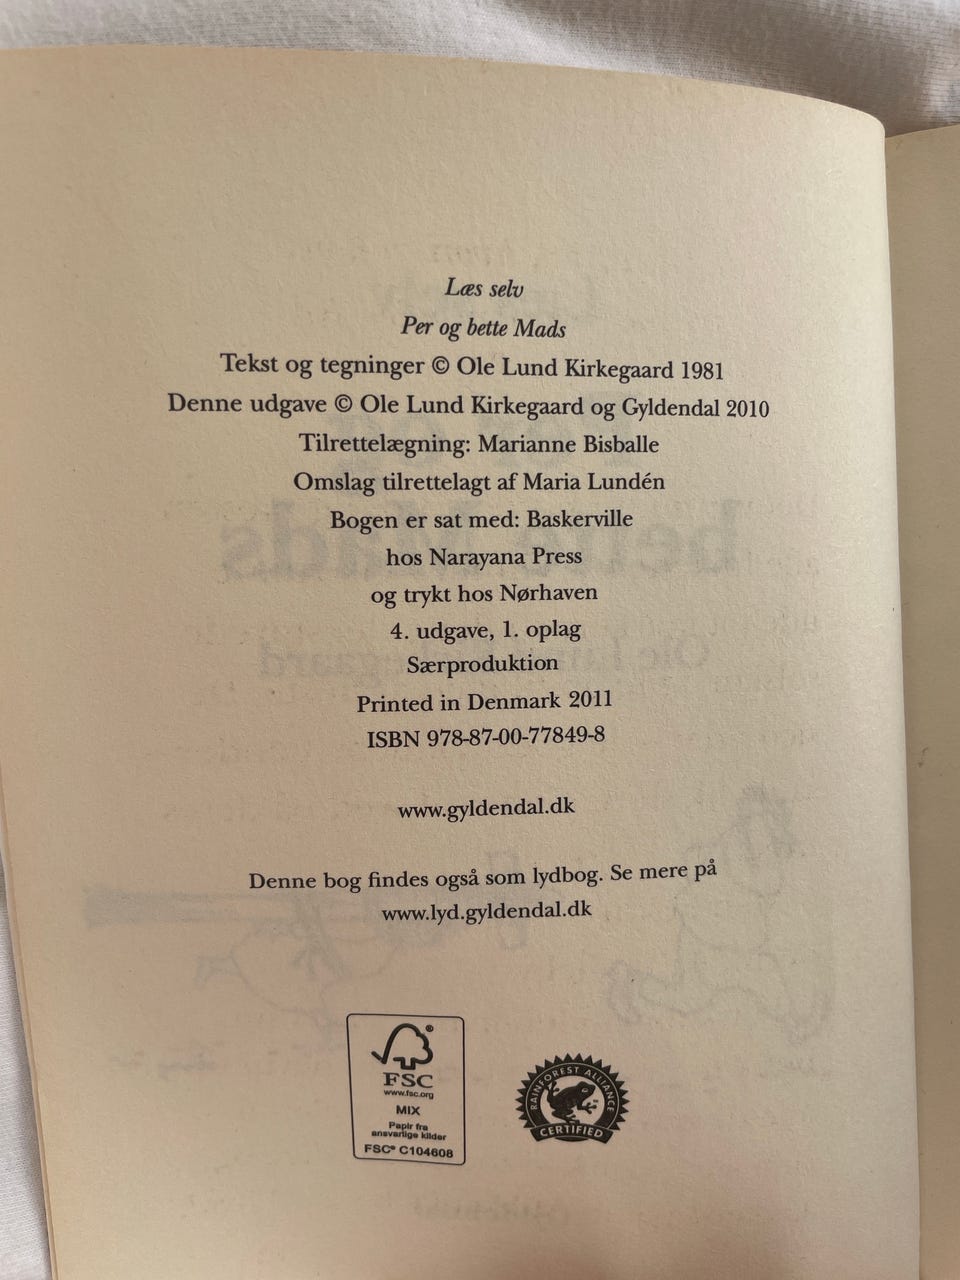 Læs selv
Per og bette Mads
Tekst og tegninger © Ole Lund Kirkegaard 1981
Denne udgave © Ole Lund Kirkegaard og Gyldendal 2010
Tilrettelægning: Marianne Bisballe
Omslag tilrettelagt af Maria Lundén
Bogen er sat med: Baskerville
hos Narayana Press
og trykt hos Nørhaven
4. udgave, 1. oplag
Særproduktion
Printed in Denmark 2011
ISBN 978-87-00-77849-8
www.gyldendal.dk
Denne bog findes også som lydbog. Se mere på
www.lyd.gyldendal.dk
®
FSC
www.fsc.org
MIX
Papir fra
ansvarlige kilder
FSC® C104608
RAINFOREST ALLIANCE
CERTIFIED